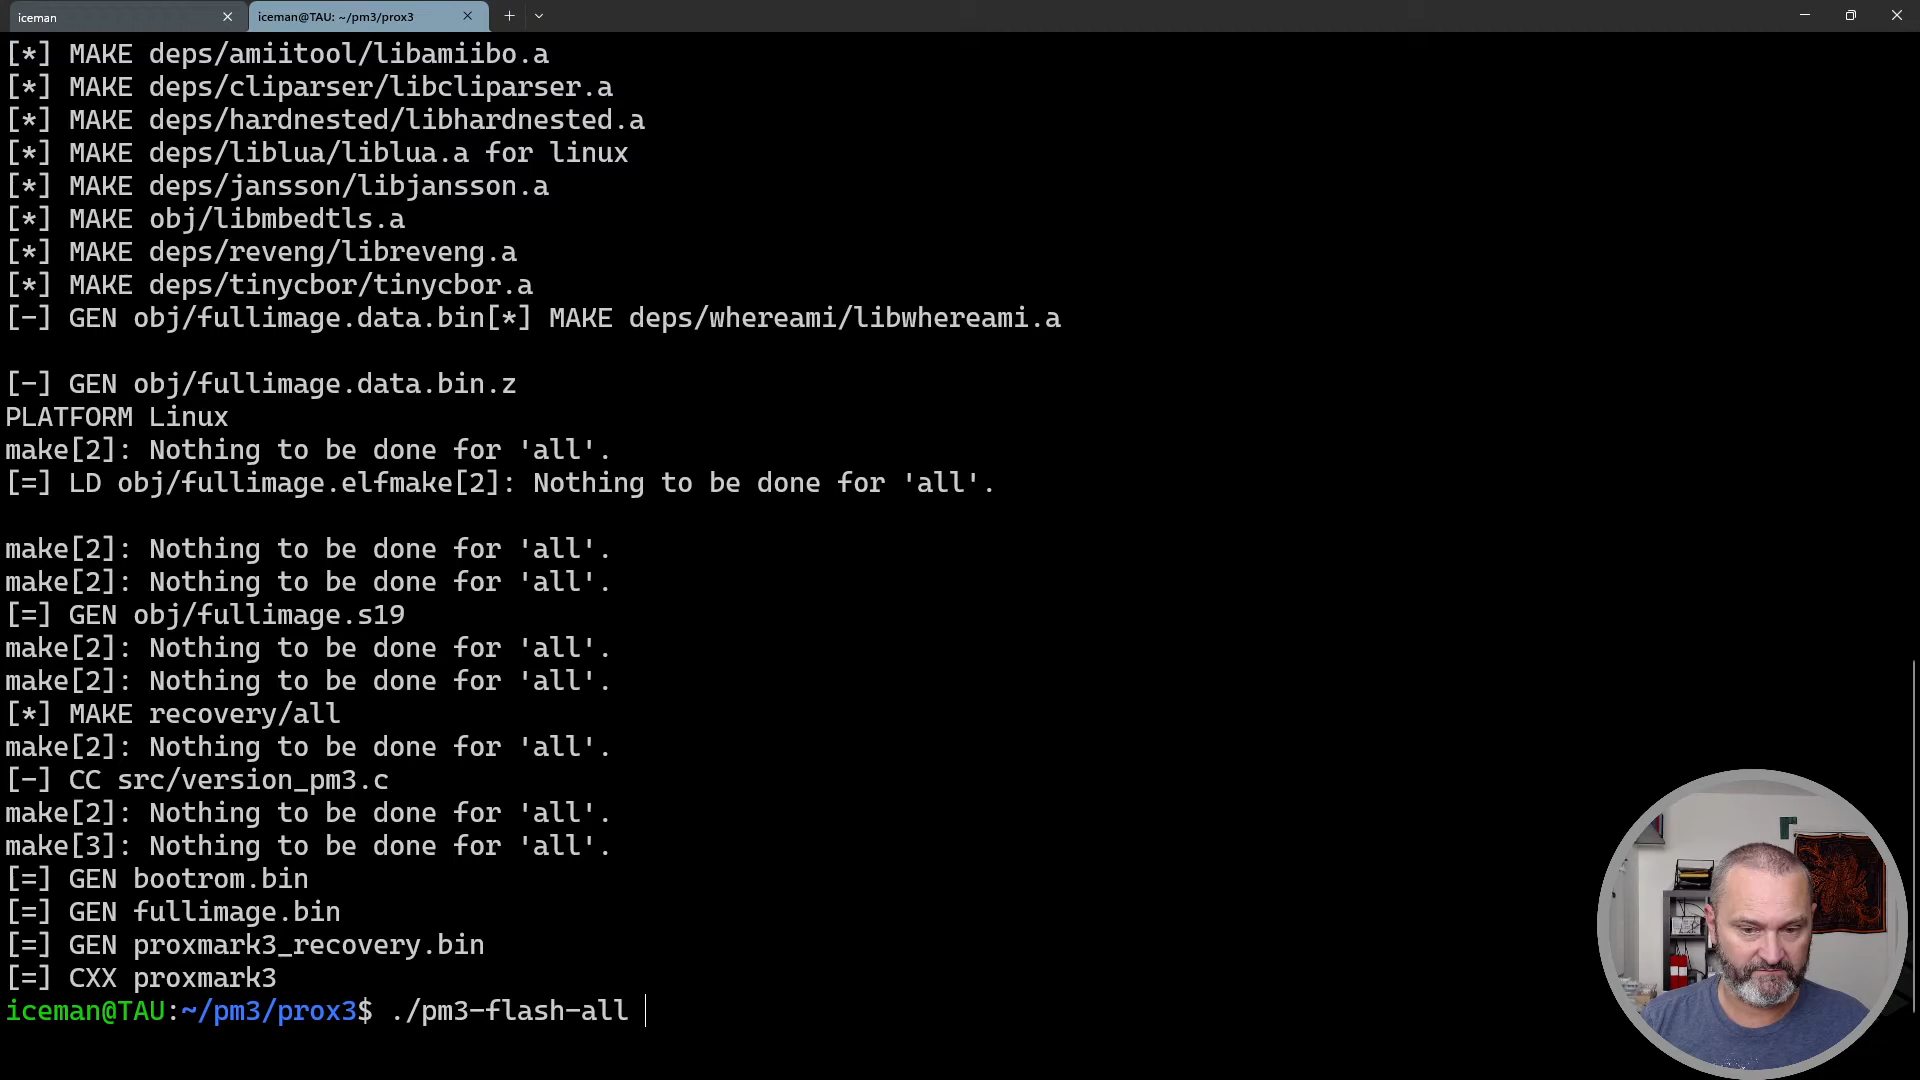 iceman
iceman@TAU: ~/pm3/prox3
[*] MAKE deps/amiitool/libamiibo.a
[*] MAKE deps/cliparser/libcliparser.a
[*] MAKE deps/hardnested/libhardnested.a
[*] MAKE deps/liblua/liblua.a for linux
[*] MAKE deps/jansson/libjansson.a
[*] MAKE obj/libmbedtls.a
[*] MAKE deps/reveng/libreveng.a
[*] MAKE deps/tinycbor/tinycbor.a
[-] GEN obj/fullimage.data.bin[*] MAKE deps/whereami/libwhereami.a
[-] GEN obj/fullimage.data.bin.z
PLATFORM Linux
make[2]: Nothing to be done for 'all'.
[=] LD obj/fullimage.elfmake[2]: Nothing to be done for 'all'.
make[2]: Nothing to be done for 'all'.
make[2]: Nothing to be done for 'all'.
[=] GEN obj/fullimage.s19
make[2]: Nothing to be done for 'all'.
make[2]: Nothing to be done for 'all'.
[*] MAKE recovery/all
make[2]: Nothing to be done for 'all'.
[-] CC src/version_pm3.c
make[2]: Nothing to be done for 'all'.
make[3]: Nothing to be done for 'all'.
[=] GEN bootrom.bin
[=] GEN fullimage.bin
[=] GEN proxmark3_recovery.bin
[=] CXX proxmark3
iceman@TAU:~/pm3/prox3$ ./pm3-flash-all